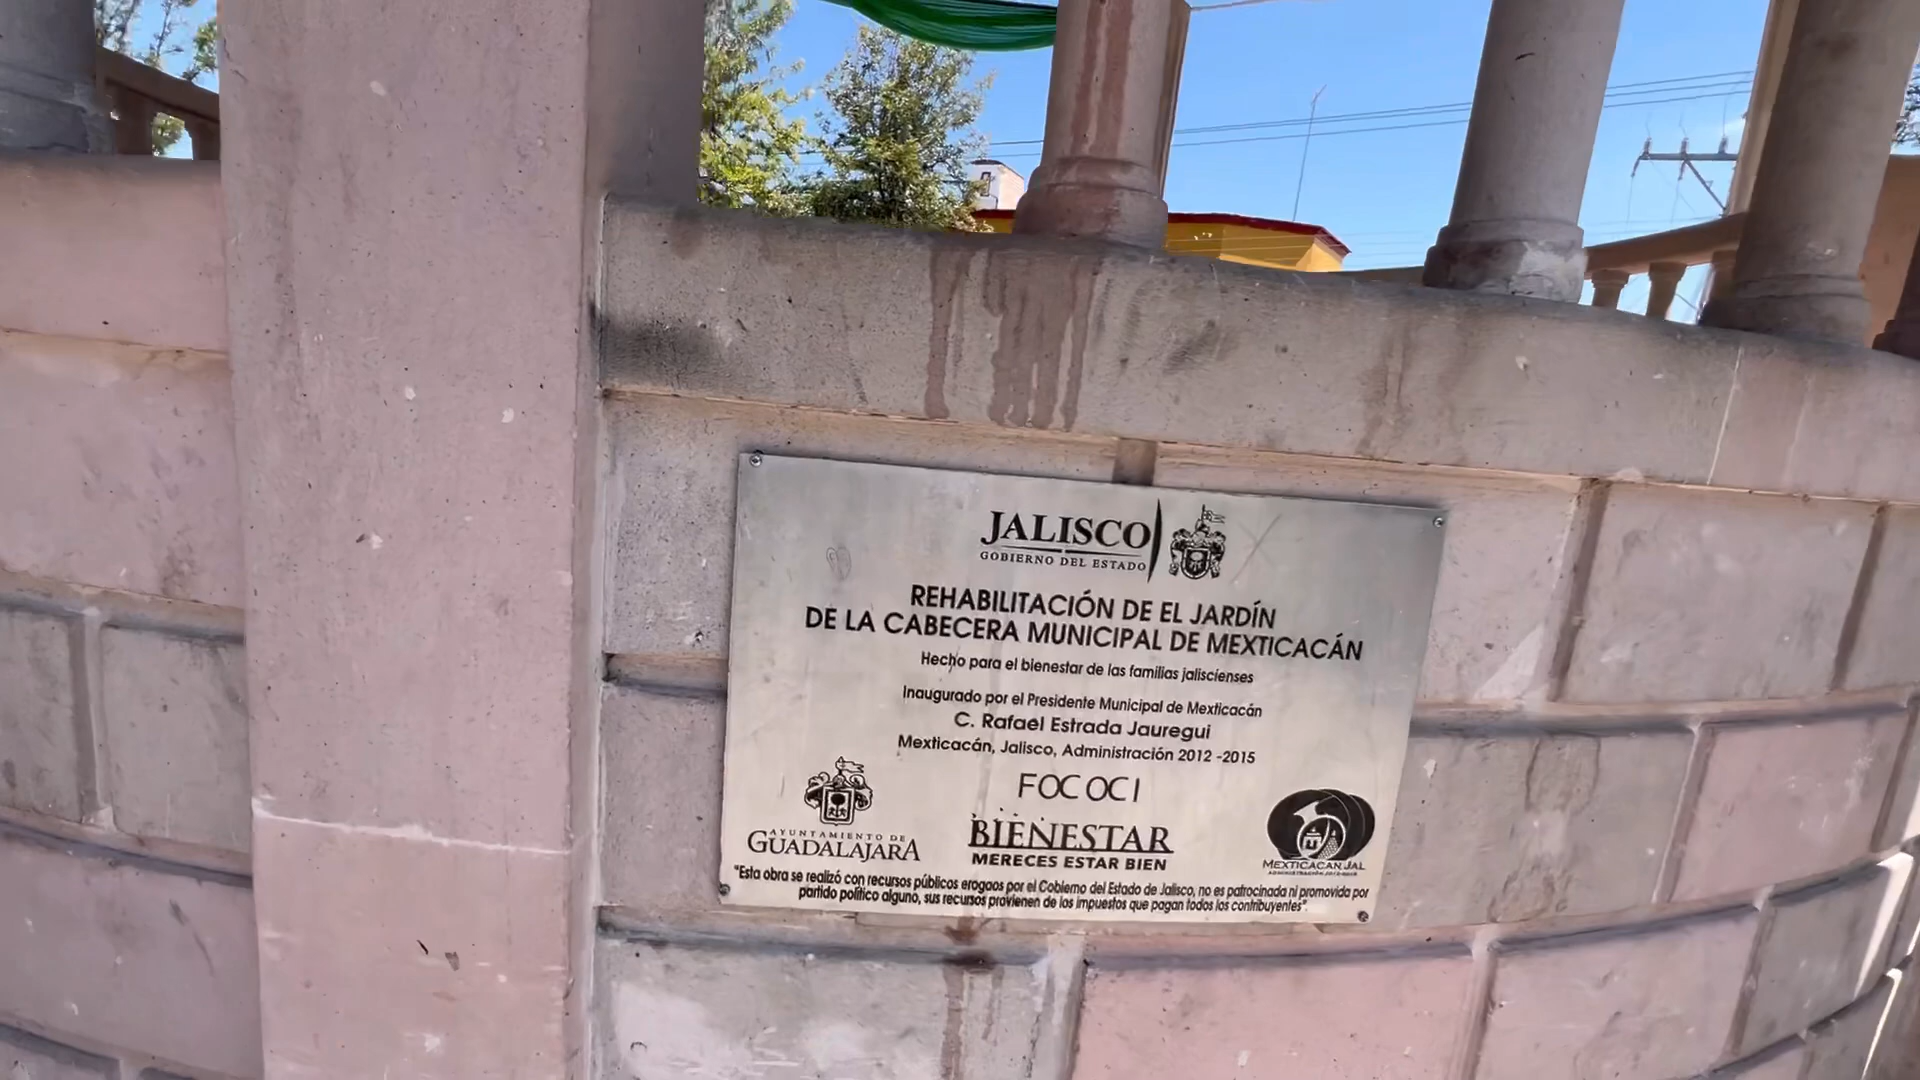 JALISCO
GOBIERNO DEL ESTADO
REHABILITACIÓN DE EL JARDÍN
DE LA CABECERA MUNICIPAL DE MEXTICACÁN
Hecho para el bienestar de las familias jaliscienses
Inaugurado por el Presidente Municipal de Mexticacán
C. Rafael Estrada Jauregui
Mexticacán, Jalisco, Administración 2012 -2015
FOCOCI
AYUNTAMIENTO DE
GUADALAJARA
BIENESTAR
MERECES ESTAR BIEN
MEXTICACAN JAL
ADMINISTRACIÓN 2012-2015
"Esta obra se realizó con recursos públicos erogaos por el Gobierno del Estado de Jalisco, no es patrocinada ni promovida por
partido político alguno, sus recursos provienen de los impuestos que pagan todos los contribuyentes".